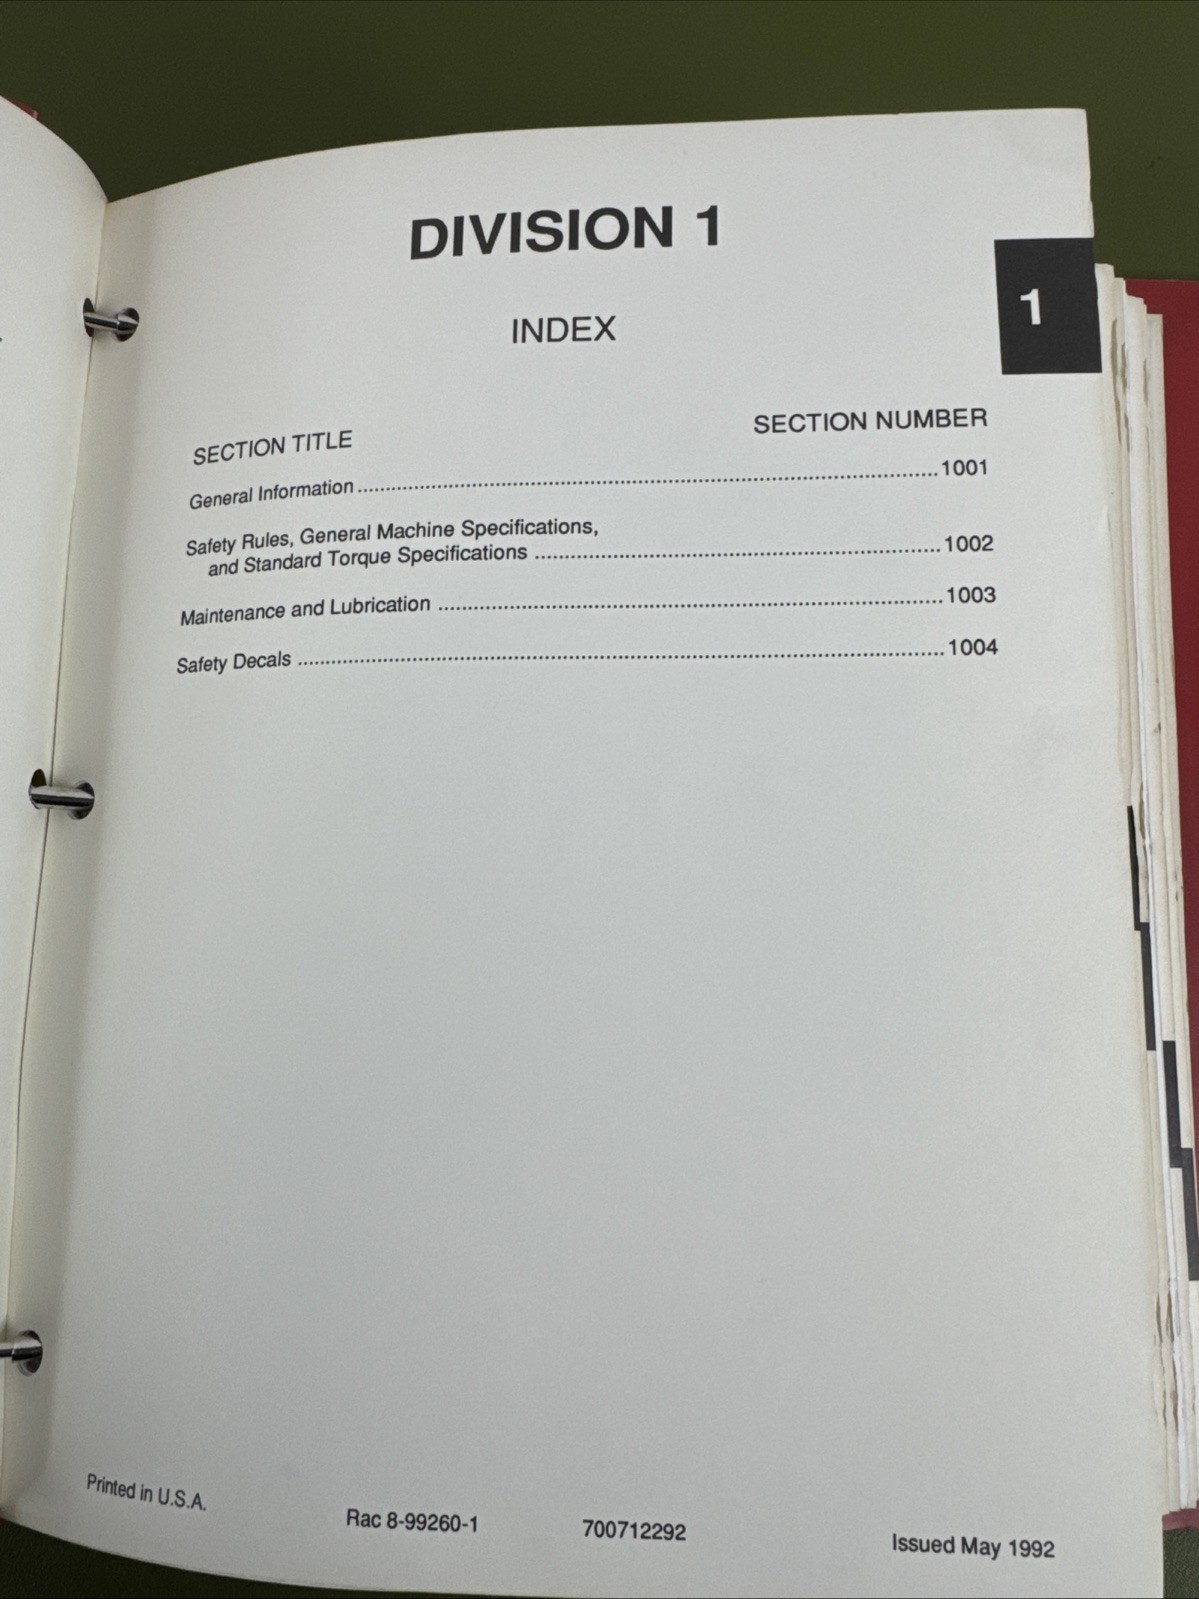 DIVISION 1
1
INDEX
SECTION TITLE SECTION NUMBER
General Information ........................................ 1001
Safety Rules, General Machine Specifications,
and Standard Torque Specifications ........................................ 1002
Maintenance and Lubrication ........................................ 1003
Safety Decals ........................................ 1004
Printed in U.S.A. Rac 8-99260-1 700712292 Issued May 1992